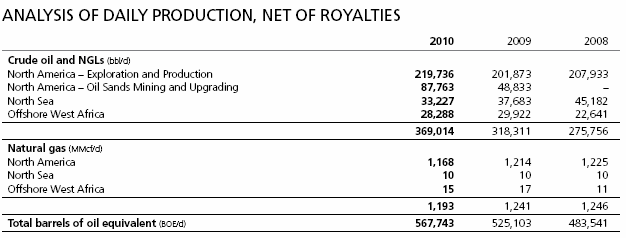 ANALYSIS OF DAILY PRODUCTION, NET OF ROYALTIES
2010 2009 2008
Crude oil and NGLs (bbl/d)
North America – Exploration and Production 219,736 201,873 207,933
North America – Oil Sands Mining and Upgrading 87,763 48,833 –
North Sea 33,227 37,683 45,182
Offshore West Africa 28,288 29,922 22,641
369,014 318,311 275,756
Natural gas (MMcf/d)
North America 1,168 1,214 1,225
North Sea 10 10 10
Offshore West Africa 15 17 11
1,193 1,241 1,246
Total barrels of oil equivalent (BOE/d) 567,743 525,103 483,541